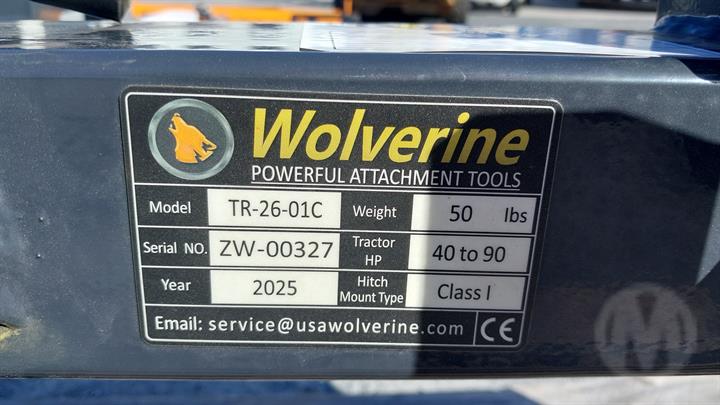 Wolverine
POWERFUL ATTACHMENT TOOLS
Model TR-26-01C Weight 50 lbs
Serial NO. ZW-00327 Tractor HP 40 to 90
Year 2025 Hitch Mount Type Class I
Email: service@usawolverine.com CE
M